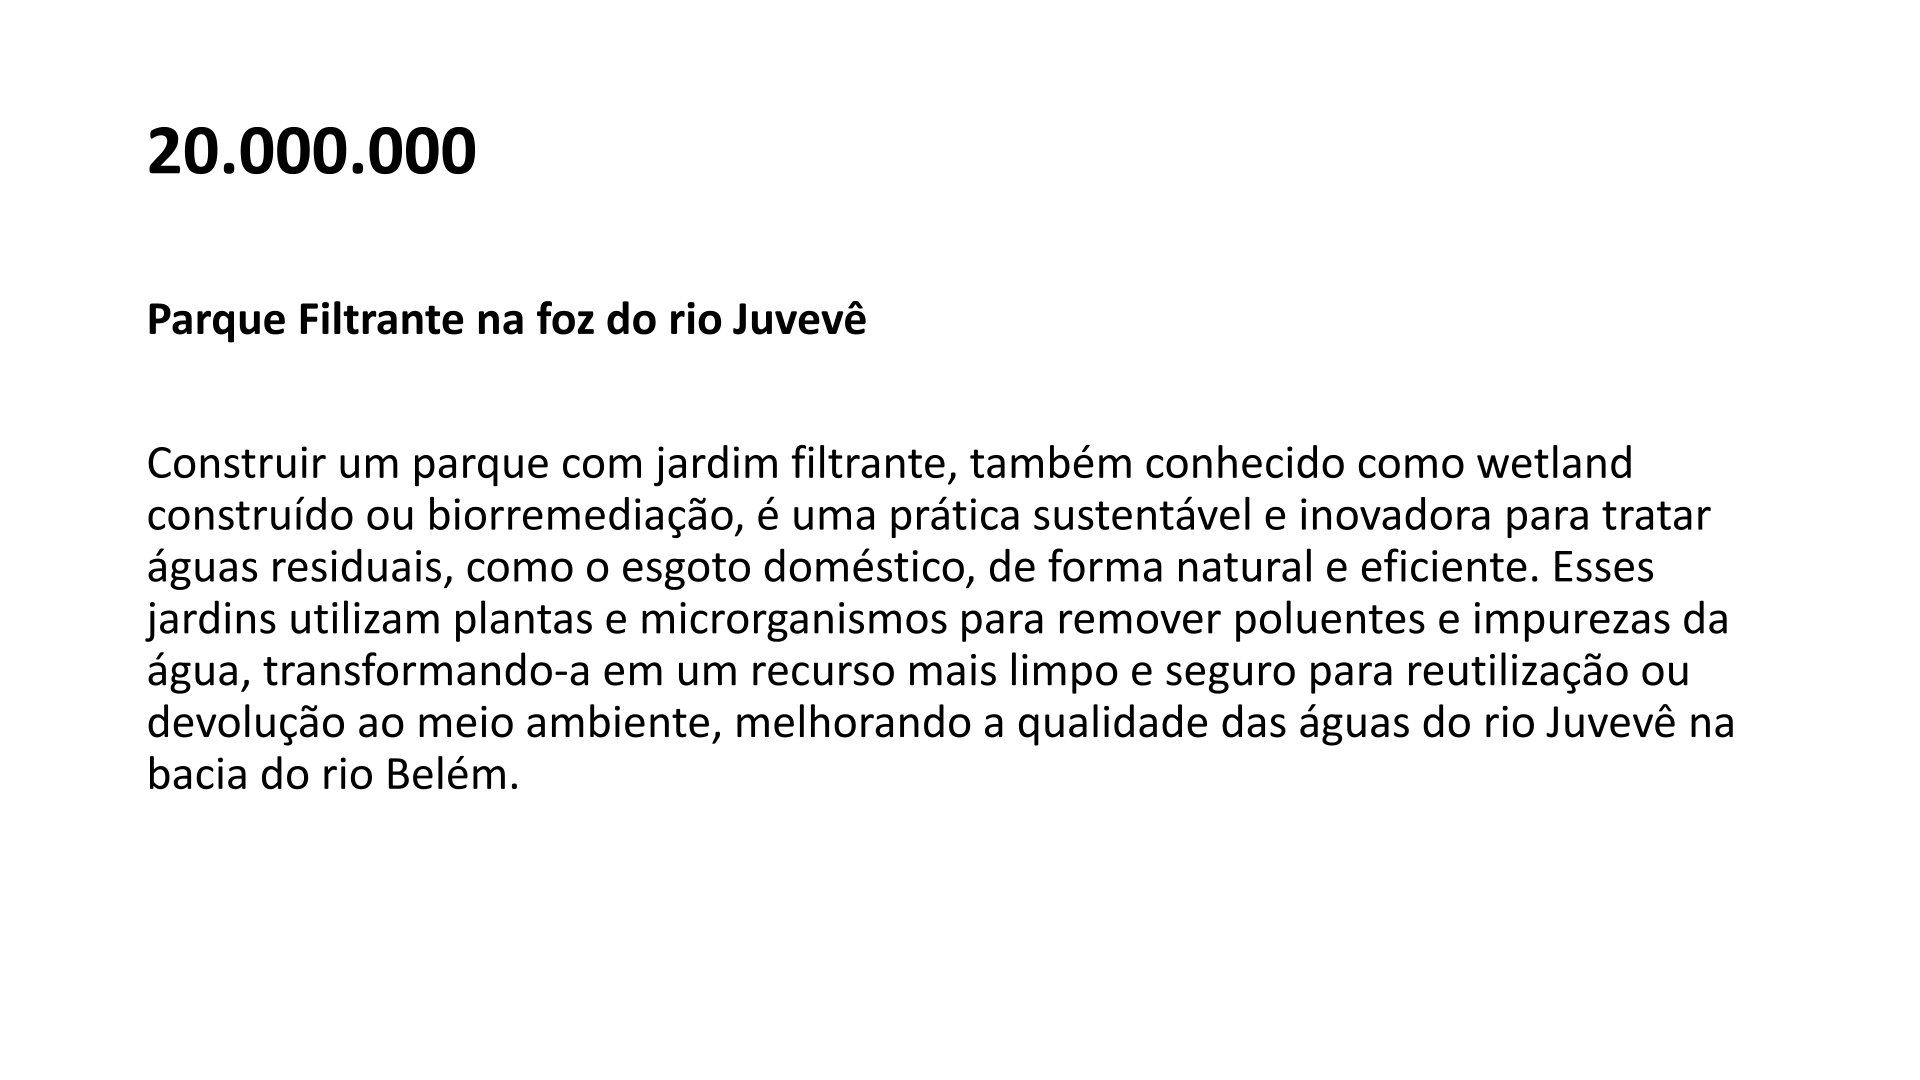 20.000.000
Parque Filtrante na foz do rio Juvevê
Construir um parque com jardim filtrante, também conhecido como wetland
construído ou biorremediação, é uma prática sustentável e inovadora para tratar
águas residuais, como o esgoto doméstico, de forma natural e eficiente. Esses
jardins utilizam plantas e microrganismos para remover poluentes e impurezas da
água, transformando-a em um recurso mais limpo e seguro para reutilização ou
devolução ao meio ambiente, melhorando a qualidade das águas do rio Juvevê na
bacia do rio Belém.